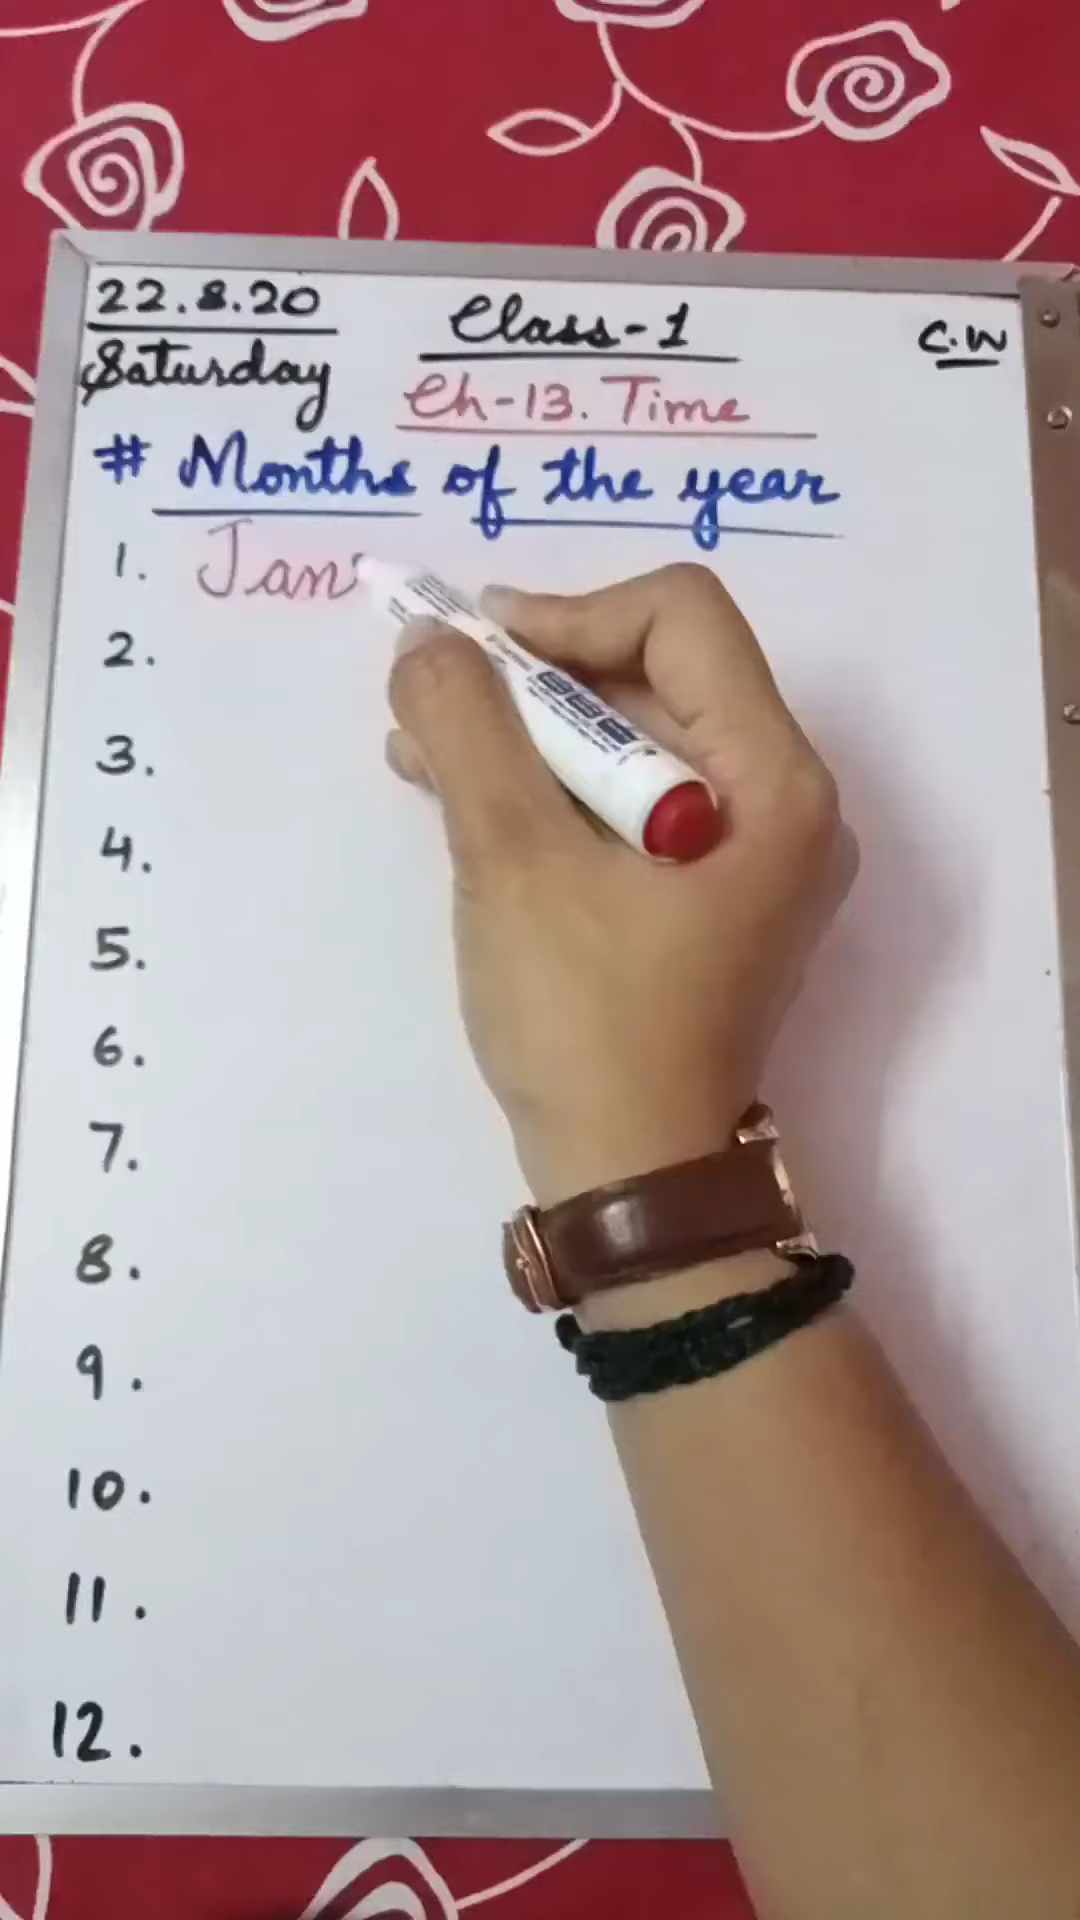 22.8.20 Class-1 C.W
Saturday Ch-13. Time
# Months of the year
1. Jan
2.
3.
4.
5.
6.
7.
8.
9.
10.
11.
12.